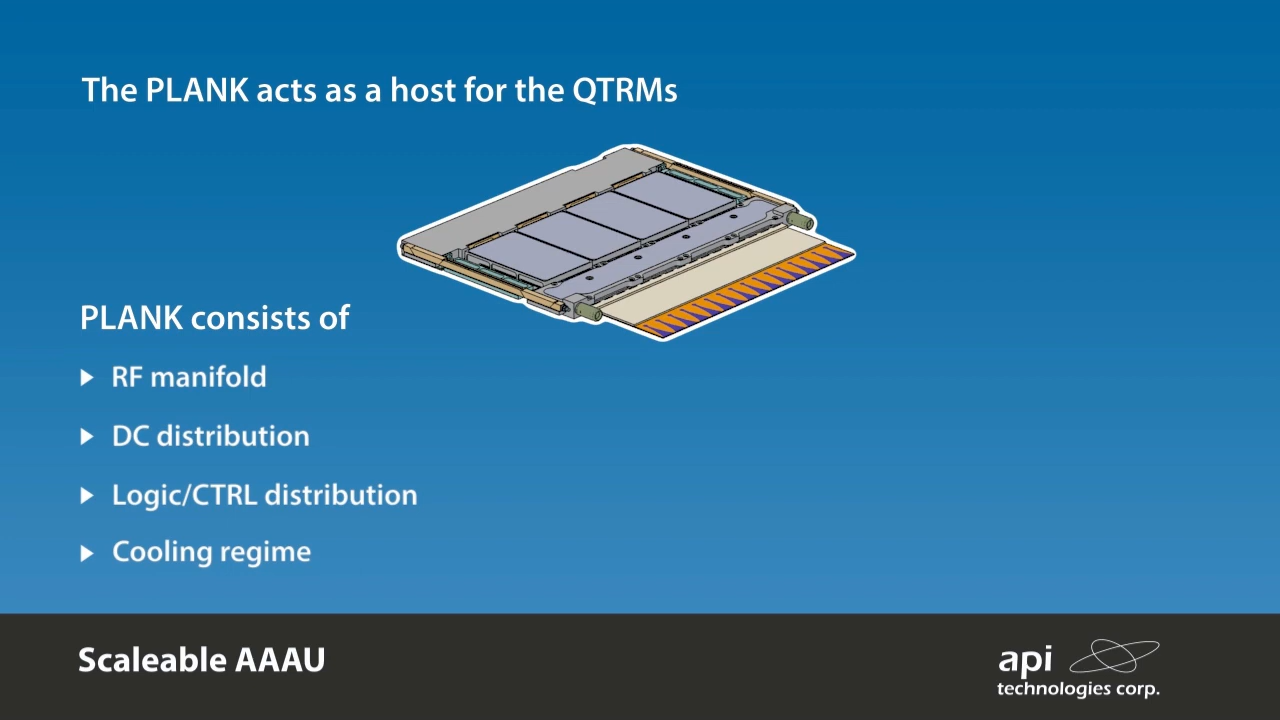 The PLANK acts as a host for the QTRMs
PLANK consists of
RF manifold
DC distribution
Logic/CTRL distribution
Cooling regime
Scaleable AAAU
api
technologies corp.